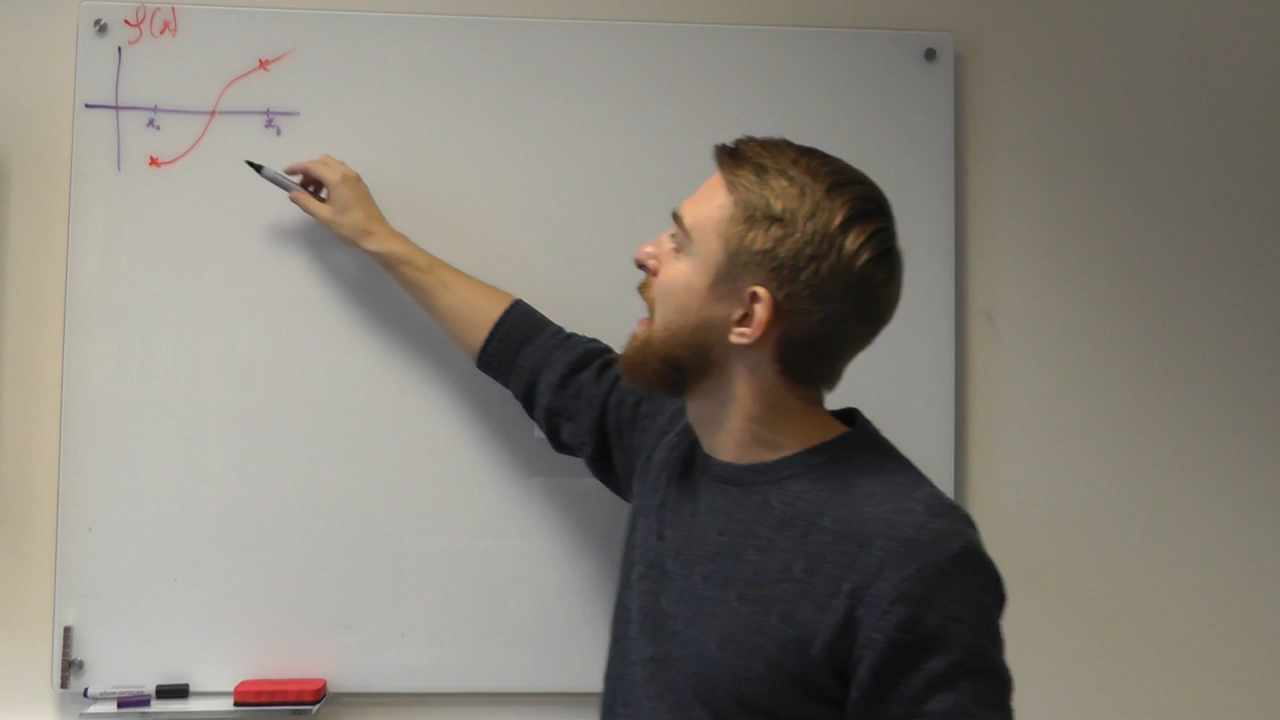 f(x)
x₀ x₁